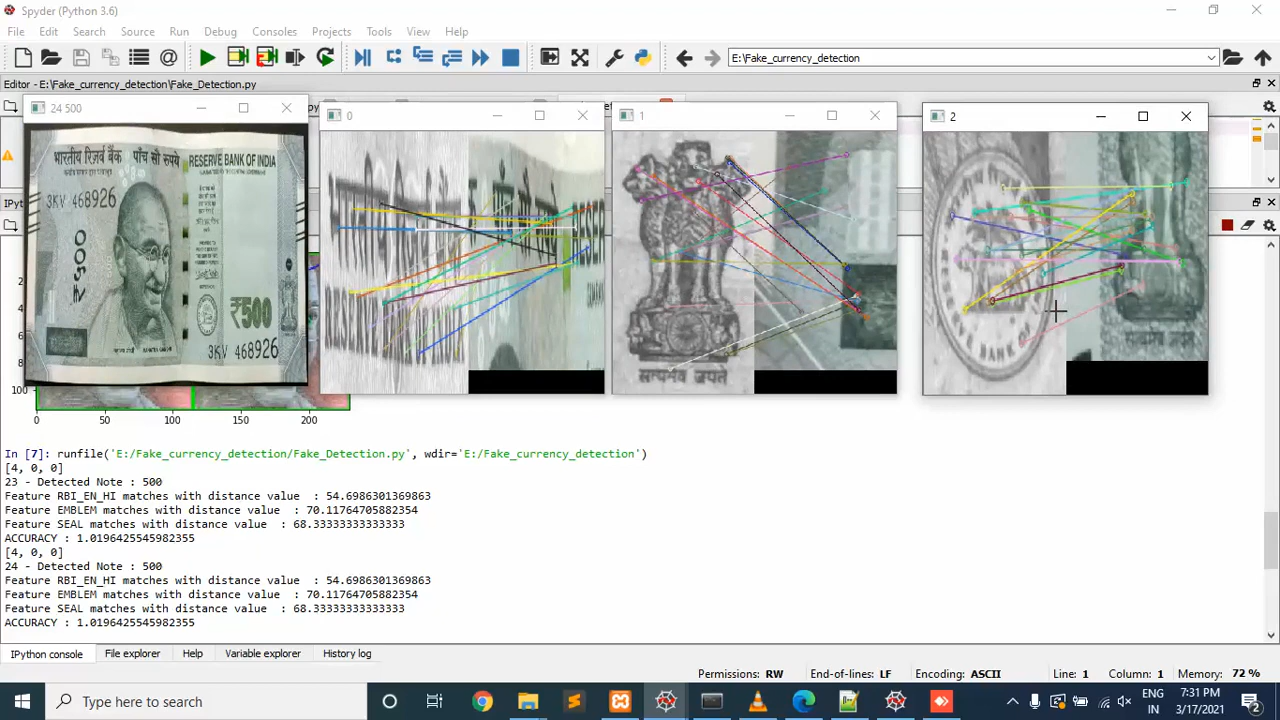 Spyder (Python 3.6)
File Edit Search Source Run Debug Consoles Projects Tools View Help
E:\Fake_currency_detection
Editor - E:\Fake_currency_detection\Fake_Detection.py
24 500
0
1
2
भारतीय रिज़र्व बैंक पाँच सौ रुपये RESERVE BANK OF INDIA
3KV 468926
₹500
₹500
3KV 468926
सत्यमेव जयते
BANK
100
0 50 100 150 200
In [7]: runfile('E:/Fake_currency_detection/Fake_Detection.py', wdir='E:/Fake_currency_detection')
[4, 0, 0]
23 - Detected Note : 500
Feature RBI_EN_HI matches with distance value : 54.6986301369863
Feature EMBLEM matches with distance value : 70.11764705882354
Feature SEAL matches with distance value : 68.33333333333333
ACCURACY : 1.0196425545982355
[4, 0, 0]
24 - Detected Note : 500
Feature RBI_EN_HI matches with distance value : 54.6986301369863
Feature EMBLEM matches with distance value : 70.11764705882354
Feature SEAL matches with distance value : 68.33333333333333
ACCURACY : 1.0196425545982355
IPython console File explorer Help Variable explorer History log
Permissions: RW End-of-lines: LF Encoding: ASCII Line: 1 Column: 1 Memory: 72 %
Type here to search
ENG
IN
7:31 PM
3/17/2021
2